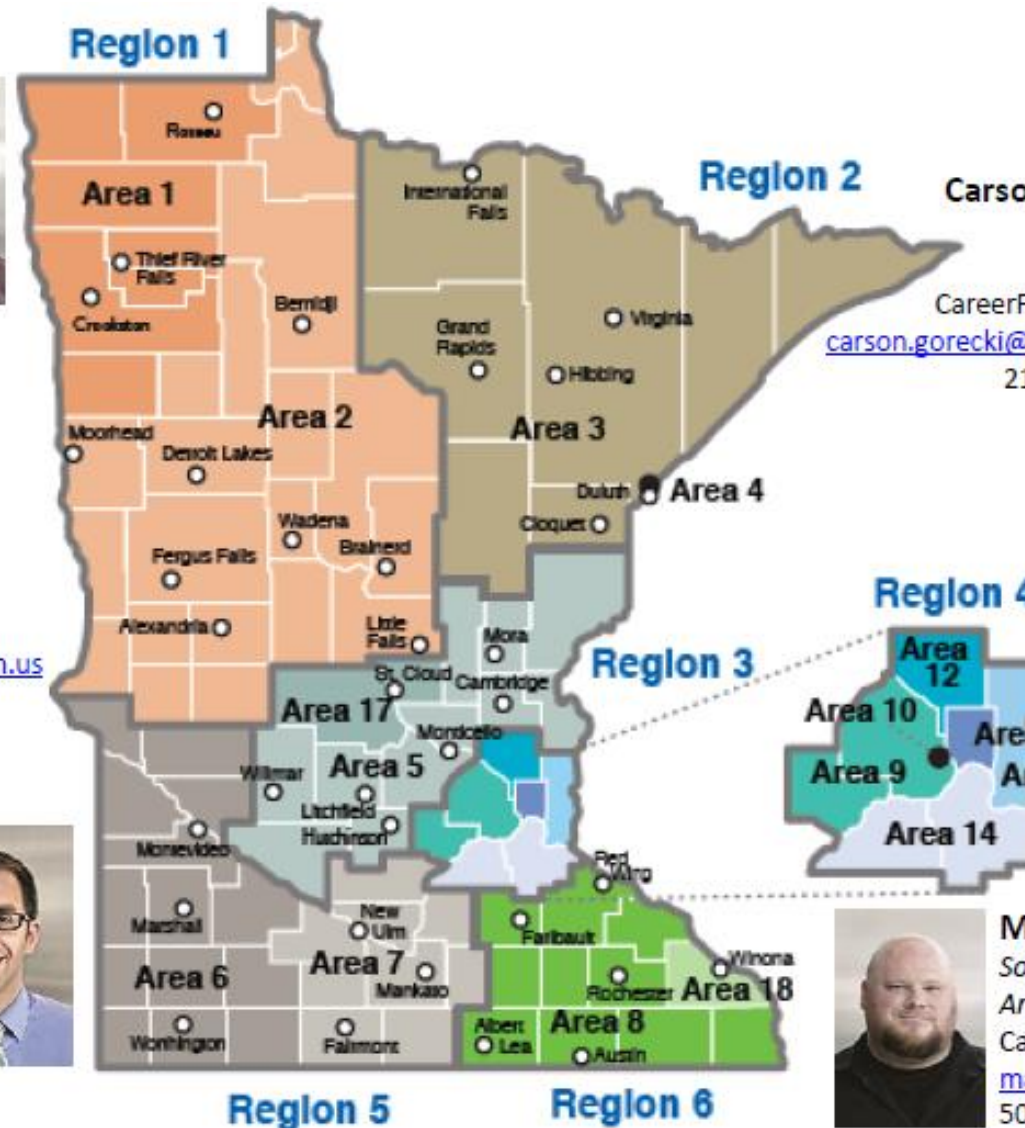 Region 1
Roseau
Area 1
International
Falls
Region 2
Carso
Thief River
Falls
Crookston
Bemidji
CareerF
carson.gorecki@
21
Grand
Rapids
Virginia
Hibbing
Area 2
Area 3
Moorhead
Detroit Lakes
Duluth
Area 4
Cloquet
Wadena
Brainerd
Fergus Falls
Alexandria
Little
Falls
Mora
Region 4
n.us
St. Cloud
Cambridge
Region 3
Area
12
Area 17
Monticello
Area 10
Are
Willmar
Area 5
Area 9
A
Litchfield
Hutchinson
Montevideo
Area 14
Red
Wing
Marshall
New
Ulm
Faribault
M
So
Ar
Ca
ma
50
Area 6
Area 7
Mankato
Rochester
Winona
Area 18
Worthington
Fairmont
Albert
Lea
Area 8
Austin
Region 5
Region 6